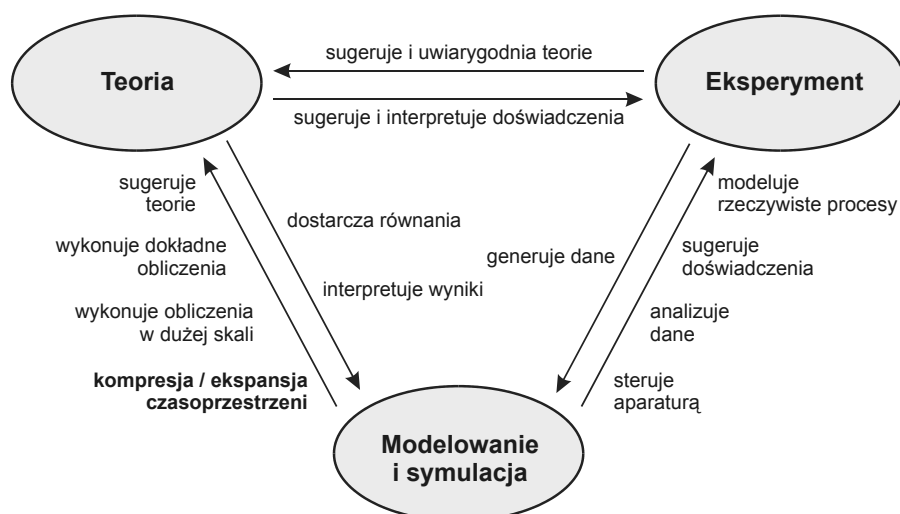 sugeruje i uwiarygodnia teorie
Teoria
Eksperyment
sugeruje i interpretuje doświadczenia
sugeruje
teorie
wykonuje dokładne
obliczenia
wykonuje obliczenia
w dużej skali
kompresja / ekspansja
czasoprzestrzeni
dostarcza równania
interpretuje wyniki
generuje dane
modeluje
rzeczywiste procesy
sugeruje
doświadczenia
analizuje
dane
steruje
aparaturą
Modelowanie
i symulacja